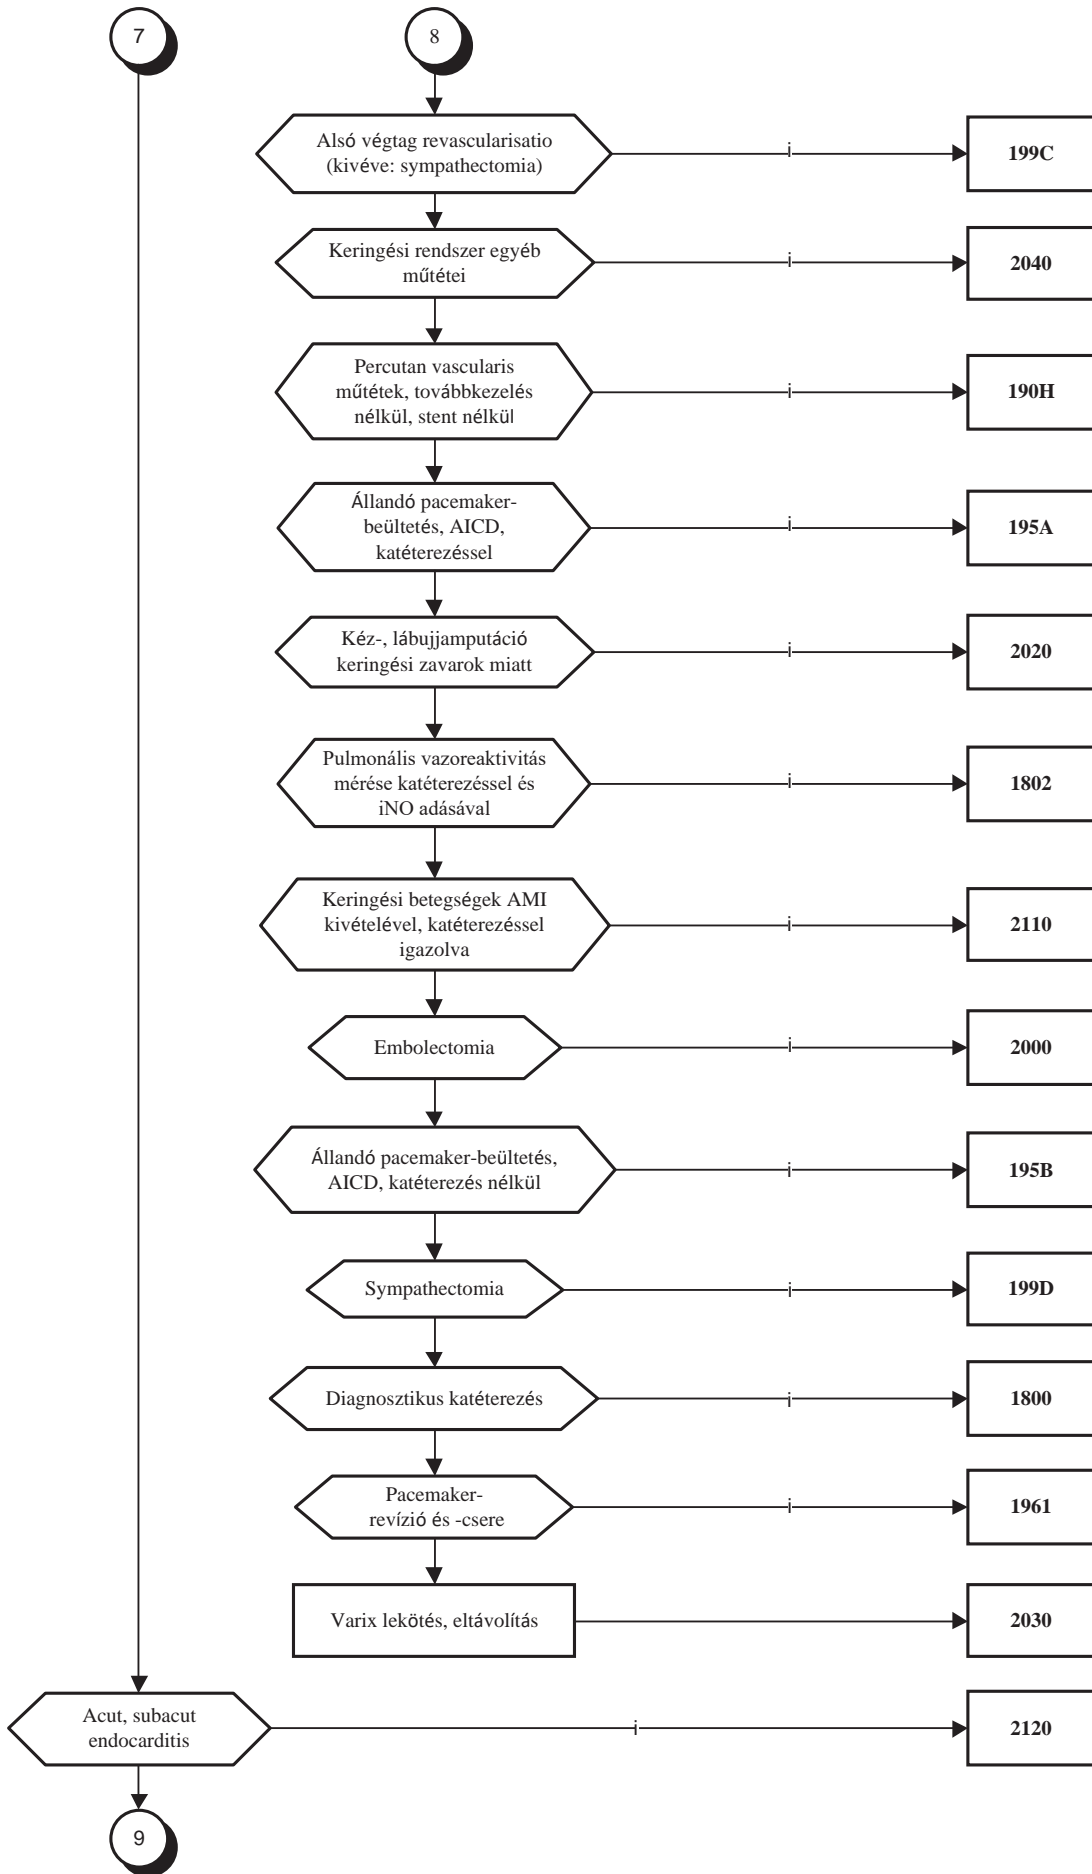 7
8
Alsó végtag revascularisatio
(kivéve: sympathectomia)
i
199C
Keringési rendszer egyéb
műtétei
i
2040
Percutan vascularis
műtétek, továbbkezelés
nélkül, stent nélkül
i
190H
Állandó pacemaker-
beültetés, AICD,
katéterezéssel
i
195A
Kéz-, lábujjamputáció
keringési zavarok miatt
i
2020
Pulmonális vazoreaktivitás
mérése katéterezéssel és
iNO adásával
i
1802
Keringési betegségek AMI
kivételével, katéterezéssel
igazolva
i
2110
Embolectomia
i
2000
Állandó pacemaker-beültetés,
AICD, katéterezés nélkül
i
195B
Sympathectomia
i
199D
Diagnosztikus katéterezés
i
1800
Pacemaker-
revízió és -csere
i
1961
Varix lekötés, eltávolítás
2030
Acut, subacut
endocarditis
i
2120
9